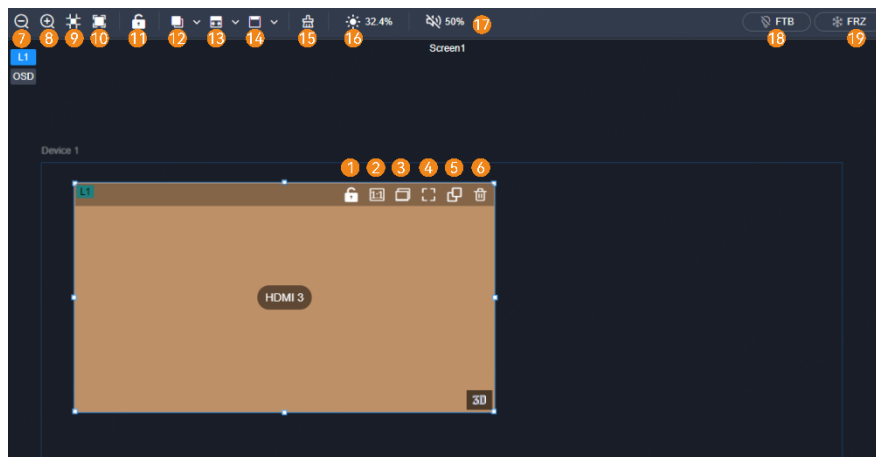 32.4% 50% 17 FTB FRZ
7 8 9 10 11 12 13 14 15 16 18 19
Screen1
L1
OSD
Device 1
1 2 3 4 5 6
L1 1:1
HDMI 3
3D